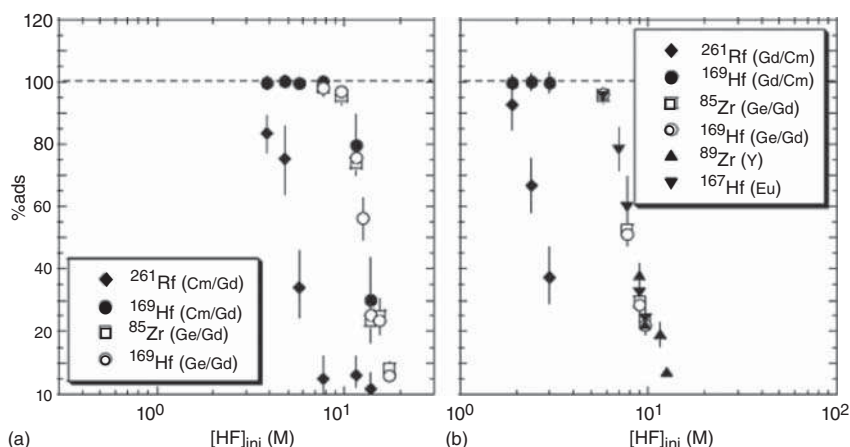 120
100
80
60
40
20
10
%ads
²⁶¹Rf (Cm/Gd)
¹⁶⁹Hf (Cm/Gd)
⁸⁵Zr (Ge/Gd)
¹⁶⁹Hf (Ge/Gd)
10⁰ 10¹
(a) [HF]ini (M)
²⁶¹Rf (Gd/Cm)
¹⁶⁹Hf (Gd/Cm)
⁸⁵Zr (Ge/Gd)
¹⁶⁹Hf (Ge/Gd)
⁸⁹Zr (Y)
¹⁶⁷Hf (Eu)
10⁰ 10¹ 10²
(b) [HF]ini (M)